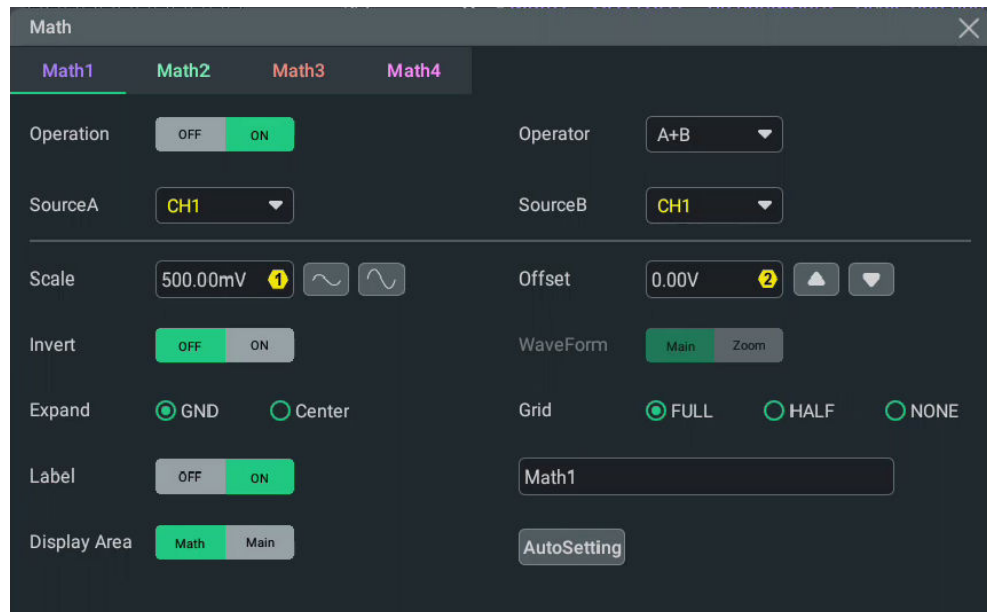 Math
Math1 Math2 Math3 Math4
Operation OFF ON Operator A+B
SourceA CH1 SourceB CH1
Scale 500.00mV 1 Offset 0.00V 2
Invert OFF ON WaveForm Main Zoom
Expand GND Center Grid FULL HALF NONE
Label OFF ON Math1
Display Area Math Main AutoSetting